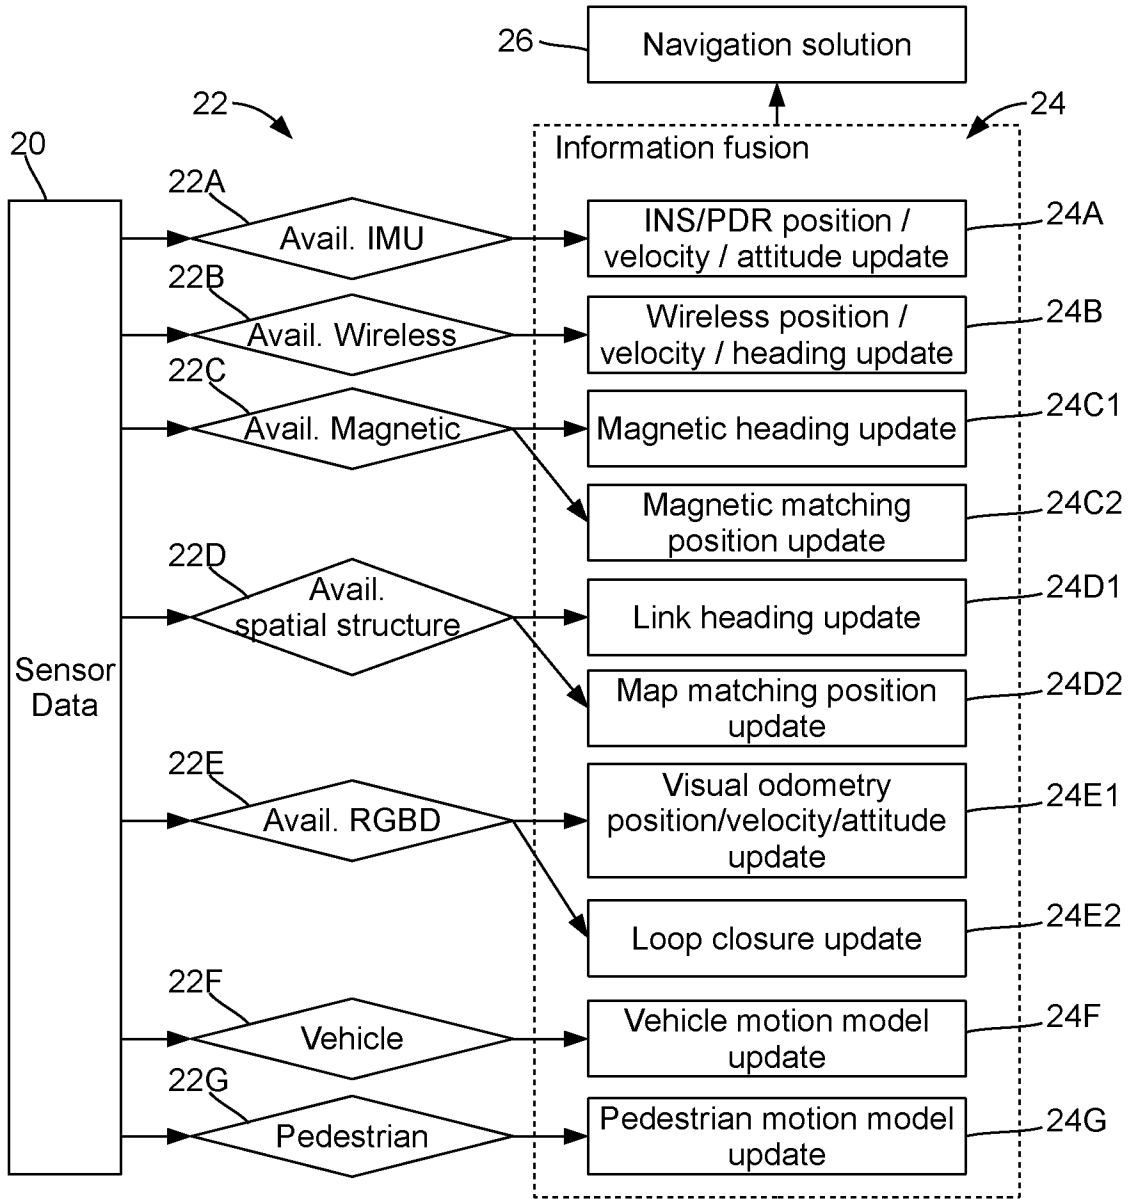 26
Navigation solution
22
24
20
Information fusion
22A
Avail. IMU
INS/PDR position /
velocity / attitude update
24A
22B
Avail. Wireless
Wireless position /
velocity / heading update
24B
22C
Avail. Magnetic
Magnetic heading update
24C1
Magnetic matching
position update
24C2
22D
Avail.
spatial structure
Link heading update
24D1
Sensor
Data
Map matching position
update
24D2
22E
Avail. RGBD
Visual odometry
position/velocity/attitude
update
24E1
Loop closure update
24E2
22F
Vehicle
Vehicle motion model
update
24F
22G
Pedestrian
Pedestrian motion model
update
24G